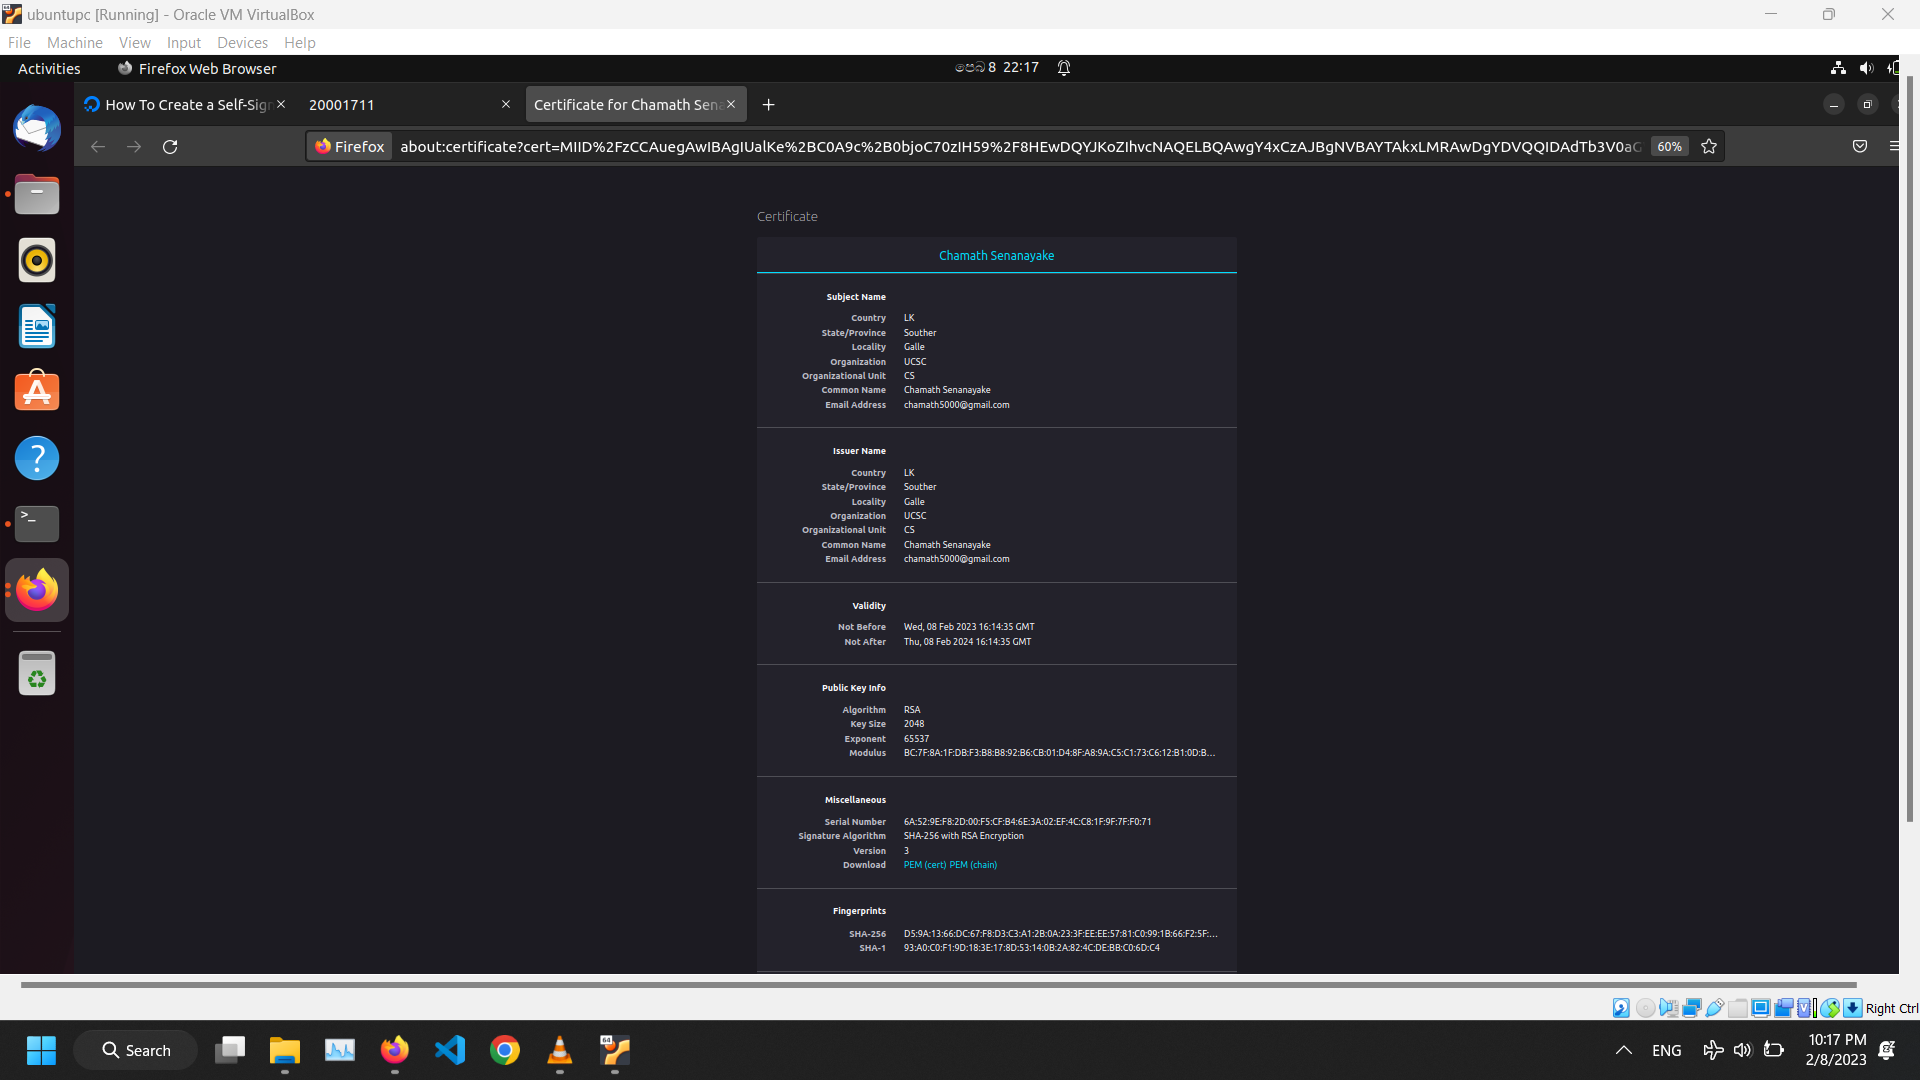 ubuntupc [Running] - Oracle VM VirtualBox
File Machine View Input Devices Help
Activities Firefox Web Browser පෙබ 8 22:17
How To Create a Self-Sig 20001711 Certificate for Chamath Sena
Firefox about:certificate?cert=MIID%2FzCCAuegAwIBAgIUalKe%2BC0A9c%2B0bjoC70zIH59%2F8HEwDQYJKoZIhvcNAQELBQAwgY4xCzAJBgNVBAYTAkxLMRAwDgYDVQQIDAdTb3V0aG 60%
Certificate
Chamath Senanayake
Subject Name
Country LK
State/Province Souther
Locality Galle
Organization UCSC
Organizational Unit CS
Common Name Chamath Senanayake
Email Address chamath5000@gmail.com
Issuer Name
Country LK
State/Province Souther
Locality Galle
Organization UCSC
Organizational Unit CS
Common Name Chamath Senanayake
Email Address chamath5000@gmail.com
Validity
Not Before Wed, 08 Feb 2023 16:14:35 GMT
Not After Thu, 08 Feb 2024 16:14:35 GMT
Public Key Info
Algorithm RSA
Key Size 2048
Exponent 65537
Modulus BC:7F:8A:1F:DB:F3:B8:B8:92:B6:CB:01:D4:8F:A8:9A:C5:C1:73:C6:12:B1:0D:B...
Miscellaneous
Serial Number 6A:52:9E:F8:2D:00:F5:CF:B4:6E:3A:02:EF:4C:C8:1F:9F:7F:F0:71
Signature Algorithm SHA-256 with RSA Encryption
Version 3
Download PEM (cert) PEM (chain)
Fingerprints
SHA-256 D5:9A:13:66:DC:67:F8:D3:C3:A1:2B:0A:23:3F:EE:EE:57:81:C0:99:1B:66:F2:5F:...
SHA-1 93:A0:C0:F1:9D:18:3E:17:8D:53:14:0B:2A:82:4C:DE:BB:C0:6D:C4
Right Ctrl
Search ENG 10:17 PM
2/8/2023